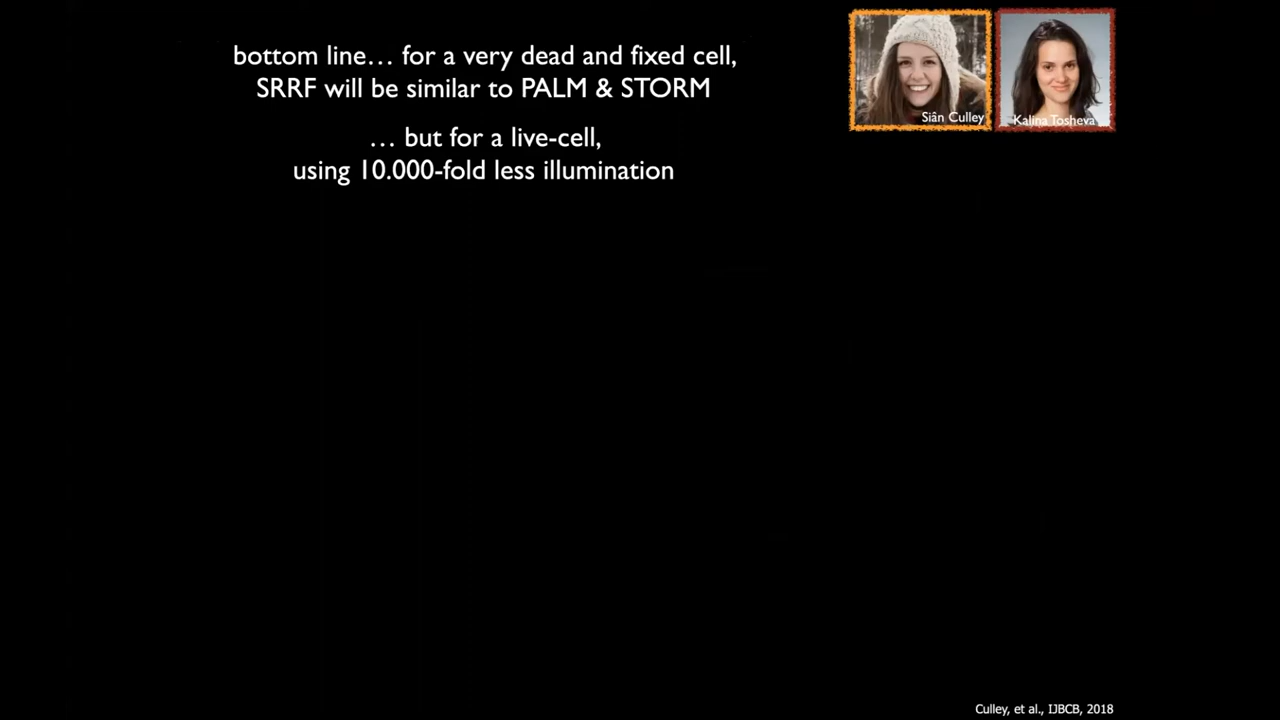 bottom line… for a very dead and fixed cell,
SRRF will be similar to PALM & STORM
… but for a live-cell,
using 10.000-fold less illumination
Siân Culley
Kalina Tosheva
Culley, et al., IJBCB, 2018